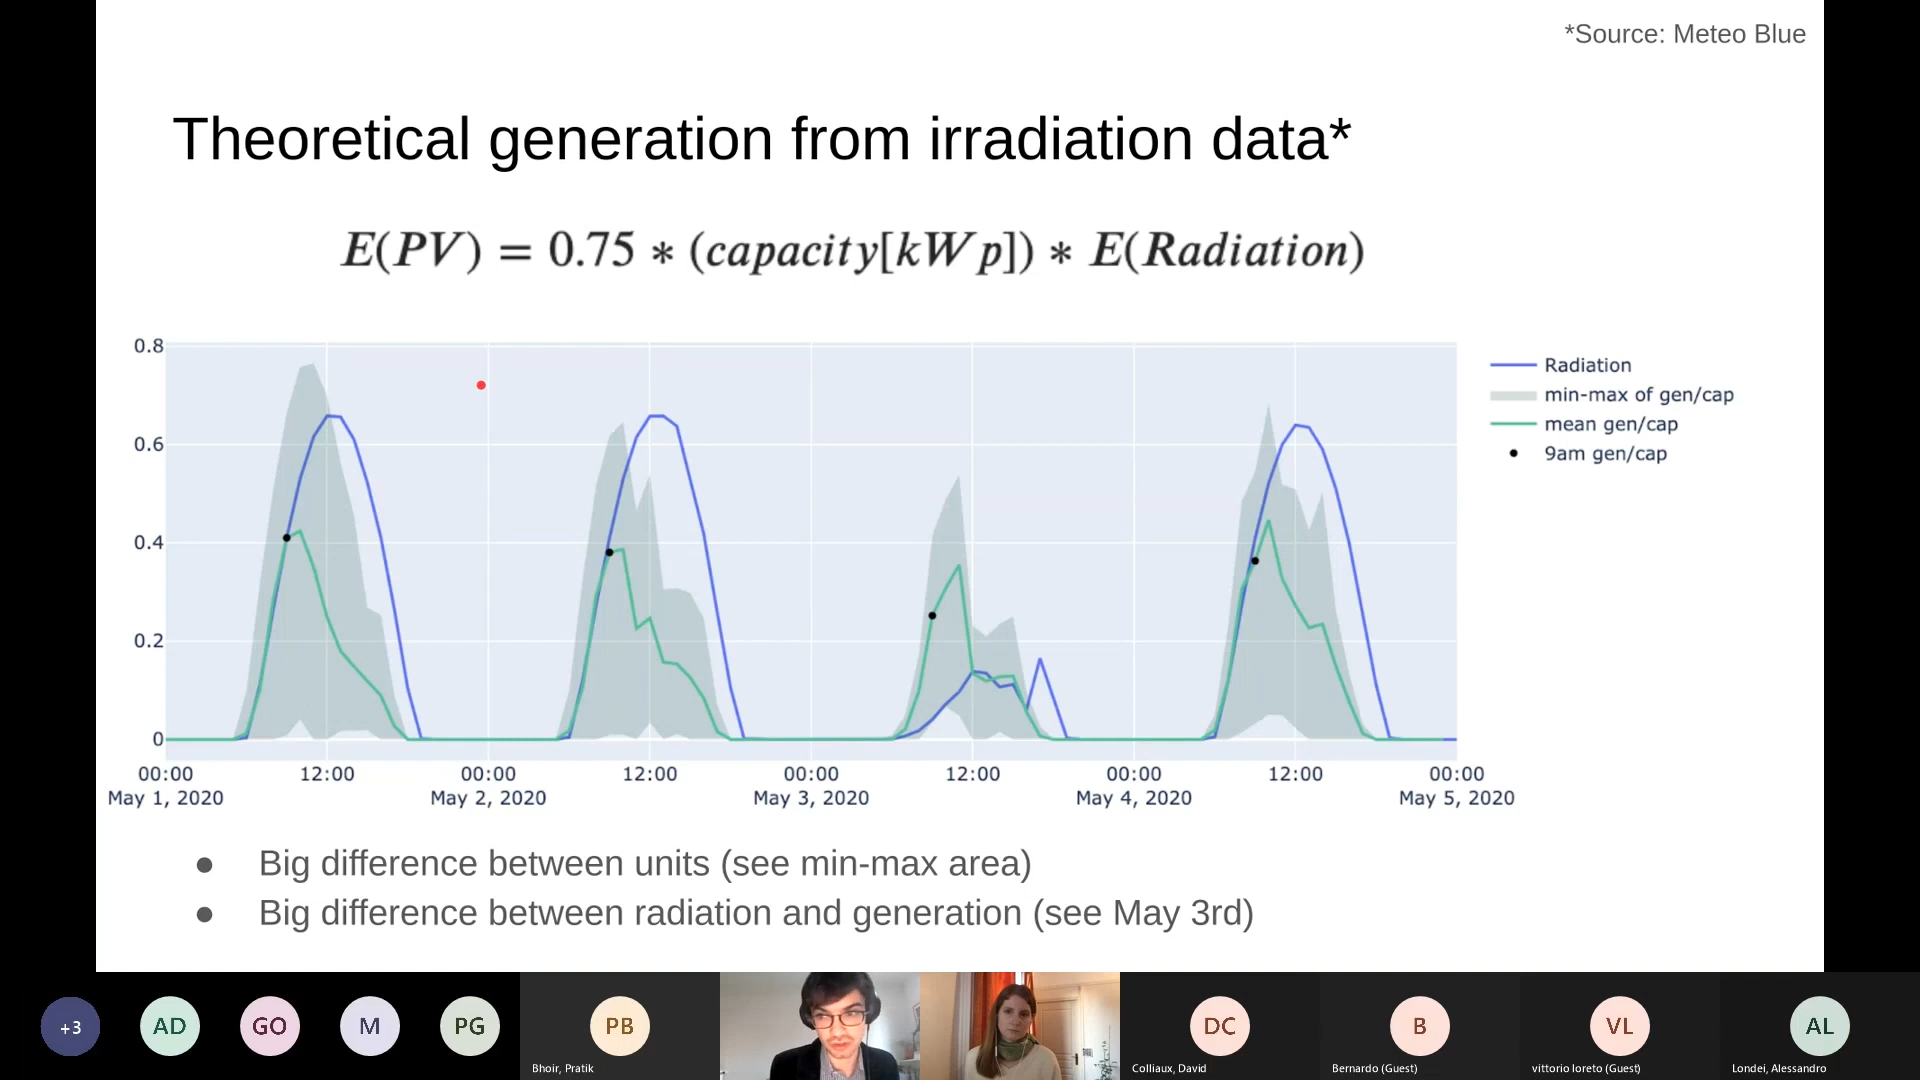 *Source: Meteo Blue
Theoretical generation from irradiation data*
E(PV) = 0.75 ∗ (capacity[kWp]) ∗ E(Radiation)
0.8
0.6
0.4
0.2
0
00:00 12:00 00:00 12:00 00:00 12:00 00:00 12:00 00:00
May 1, 2020 May 2, 2020 May 3, 2020 May 4, 2020 May 5, 2020
Radiation
min-max of gen/cap
mean gen/cap
9am gen/cap
● Big difference between units (see min-max area)
● Big difference between radiation and generation (see May 3rd)
+3 AD GO M PG PB DC B VL AL
Bhoir, Pratik Colliaux, David Bernardo (Guest) vittorio loreto (Guest) Londei, Alessandro